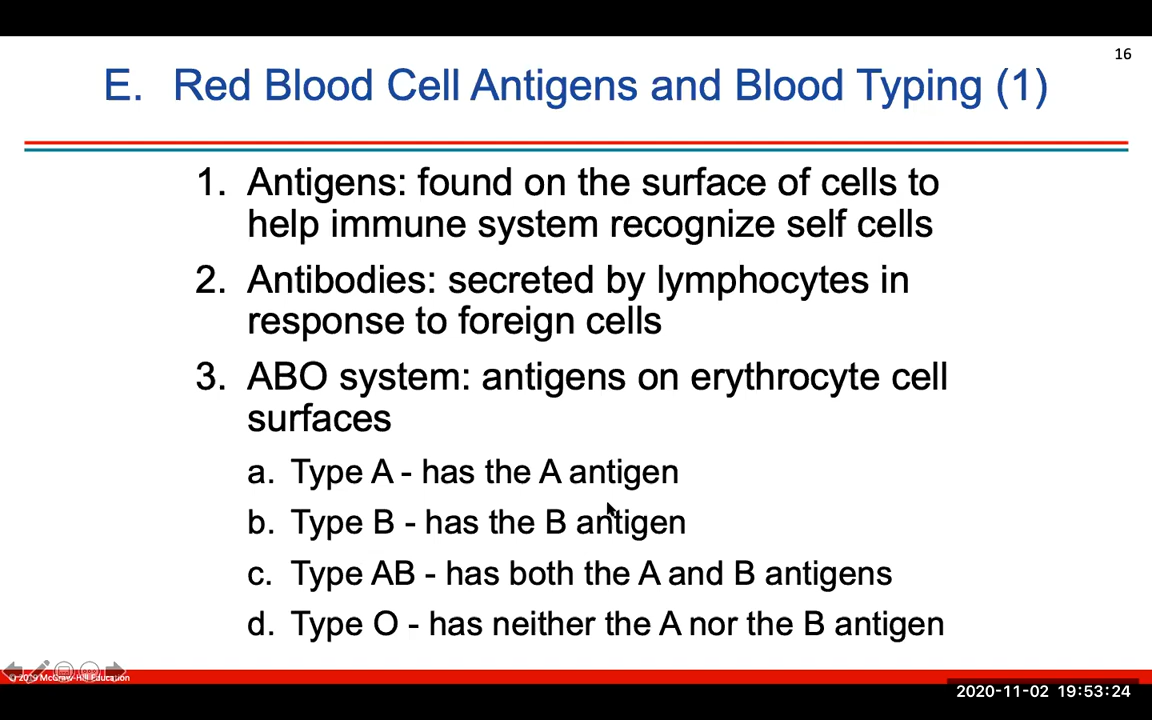 16
E. Red Blood Cell Antigens and Blood Typing (1)
1. Antigens: found on the surface of cells to
help immune system recognize self cells
2. Antibodies: secreted by lymphocytes in
response to foreign cells
3. ABO system: antigens on erythrocyte cell
surfaces
a. Type A - has the A antigen
b. Type B - has the B antigen
c. Type AB - has both the A and B antigens
d. Type O - has neither the A nor the B antigen
© 2019 McGraw-Hill Education
2020-11-02 19:53:24